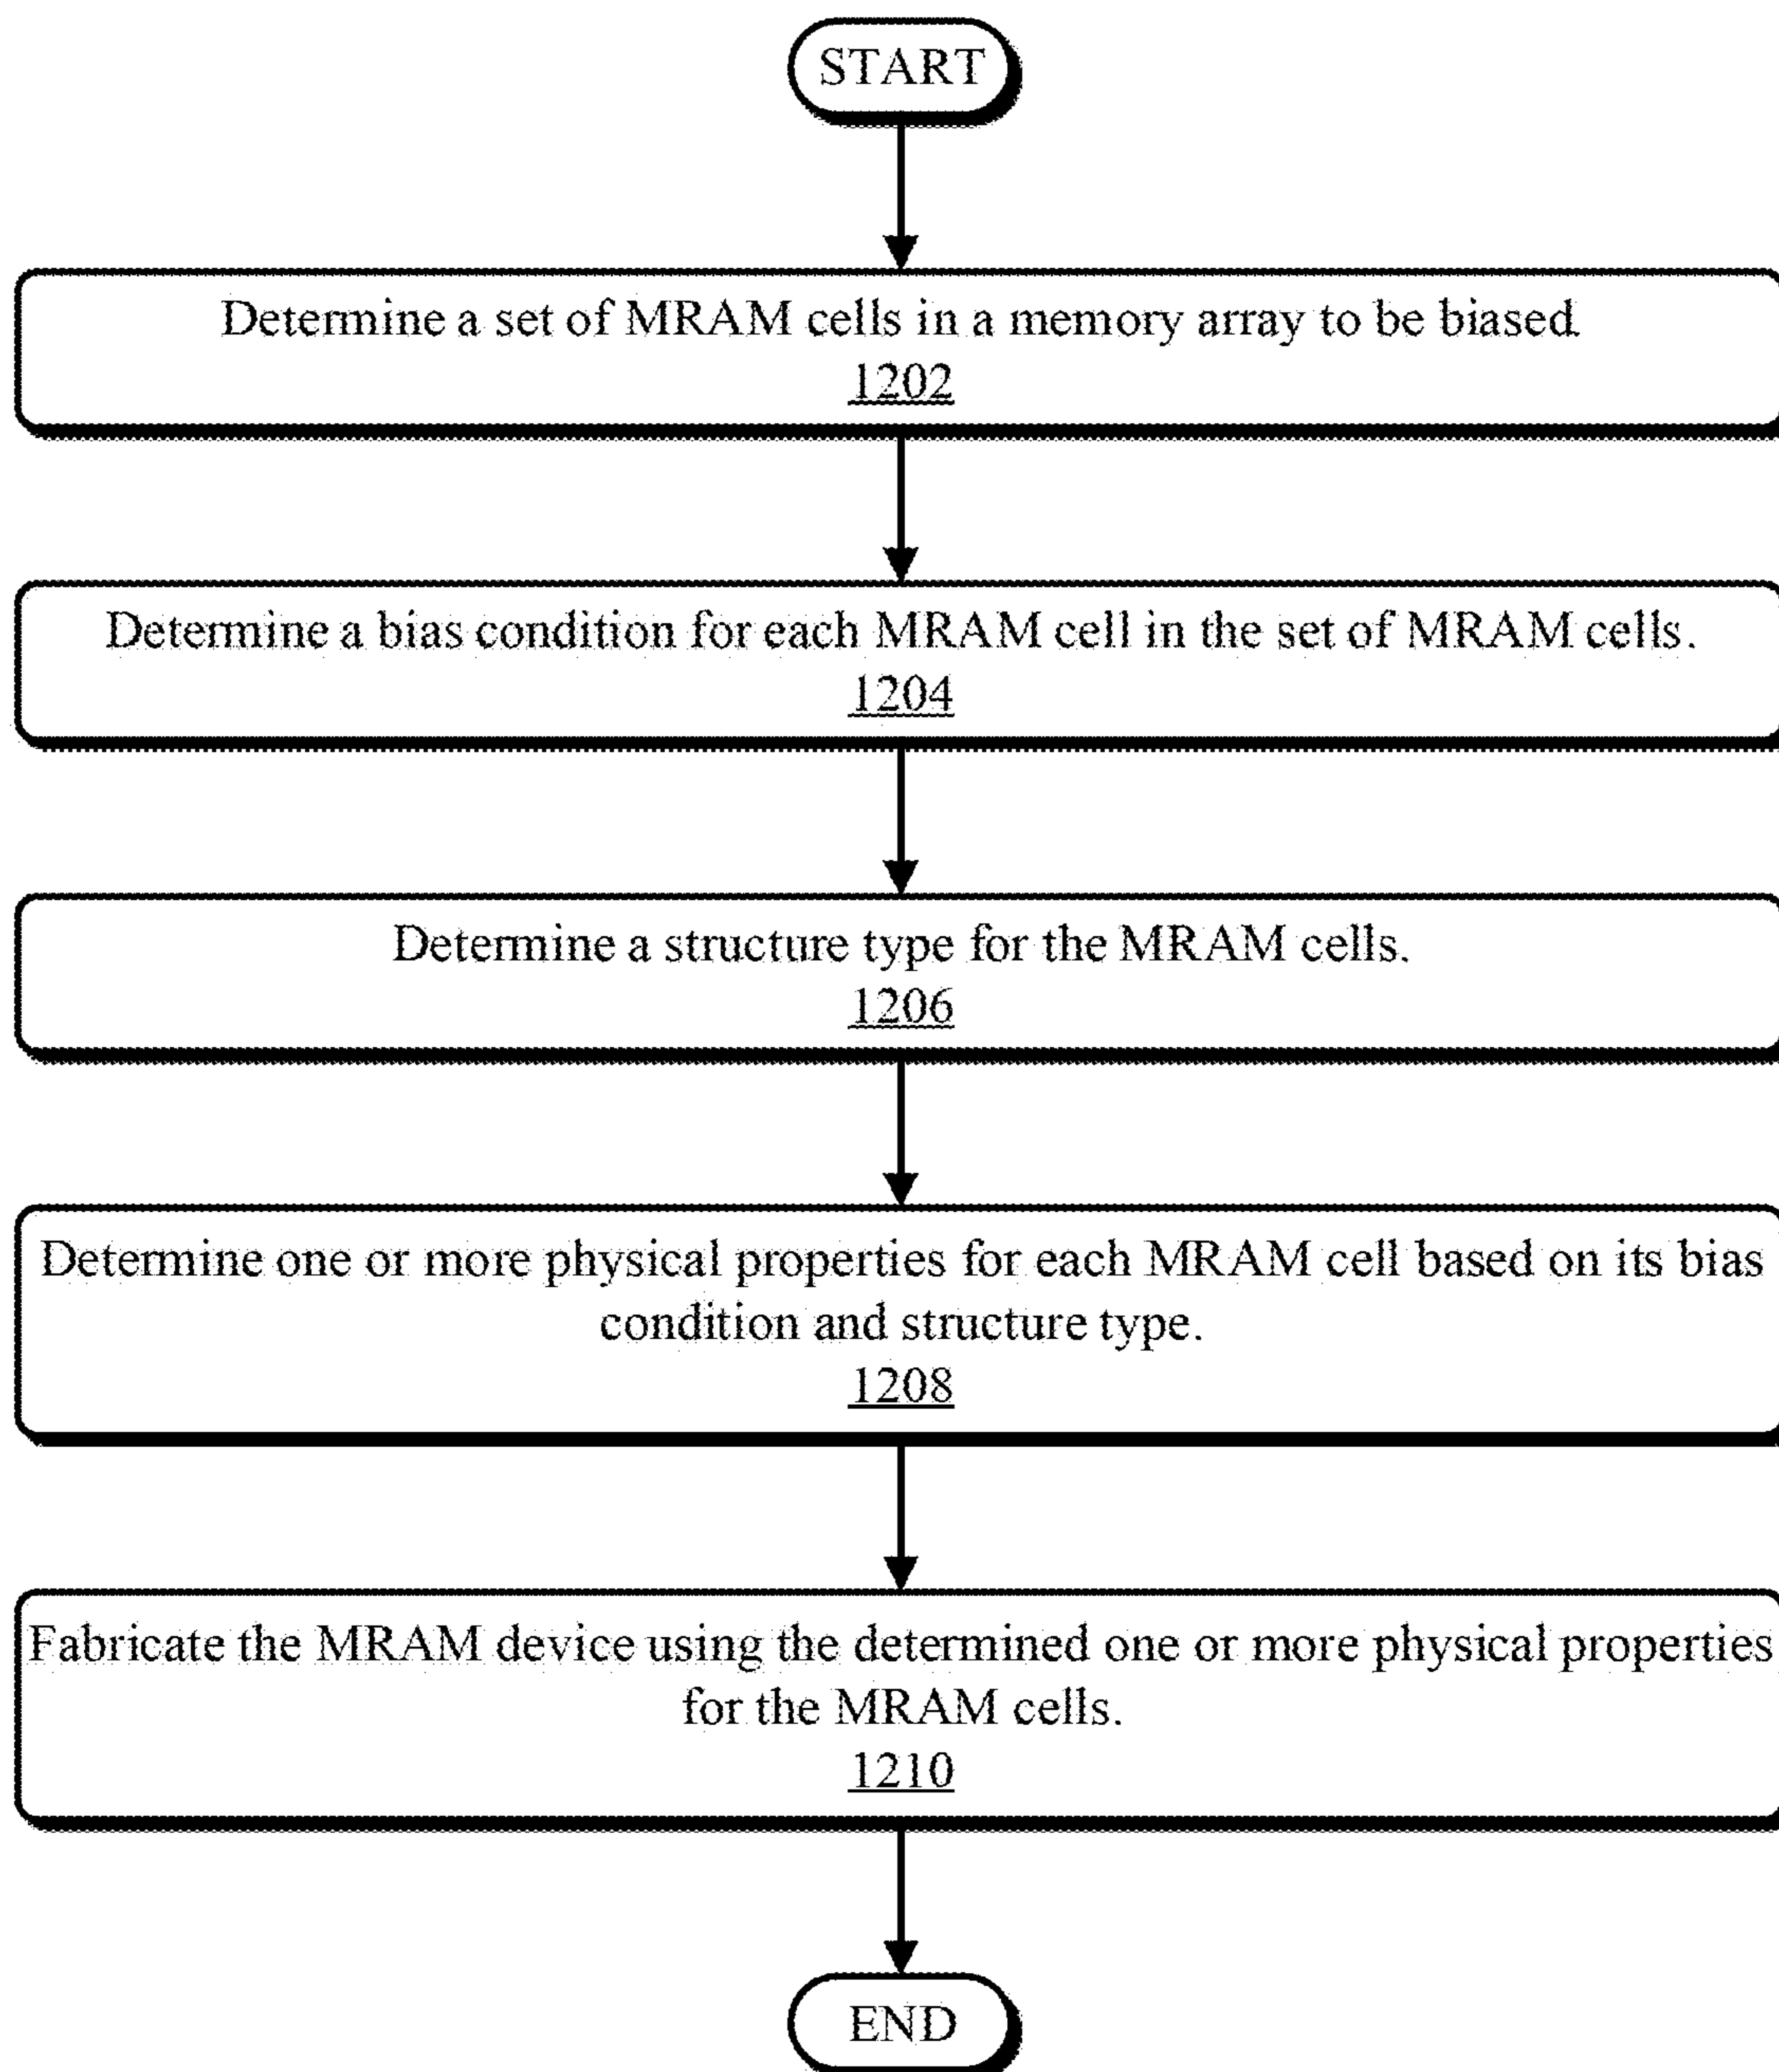 START
Determine a set of MRAM cells in a memory array to be biased.
1202
Determine a bias condition for each MRAM cell in the set of MRAM cells.
1204
Determine a structure type for the MRAM cells.
1206
Determine one or more physical properties for each MRAM cell based on its bias
condition and structure type.
1208
Fabricate the MRAM device using the determined one or more physical properties
for the MRAM cells.
1210
END